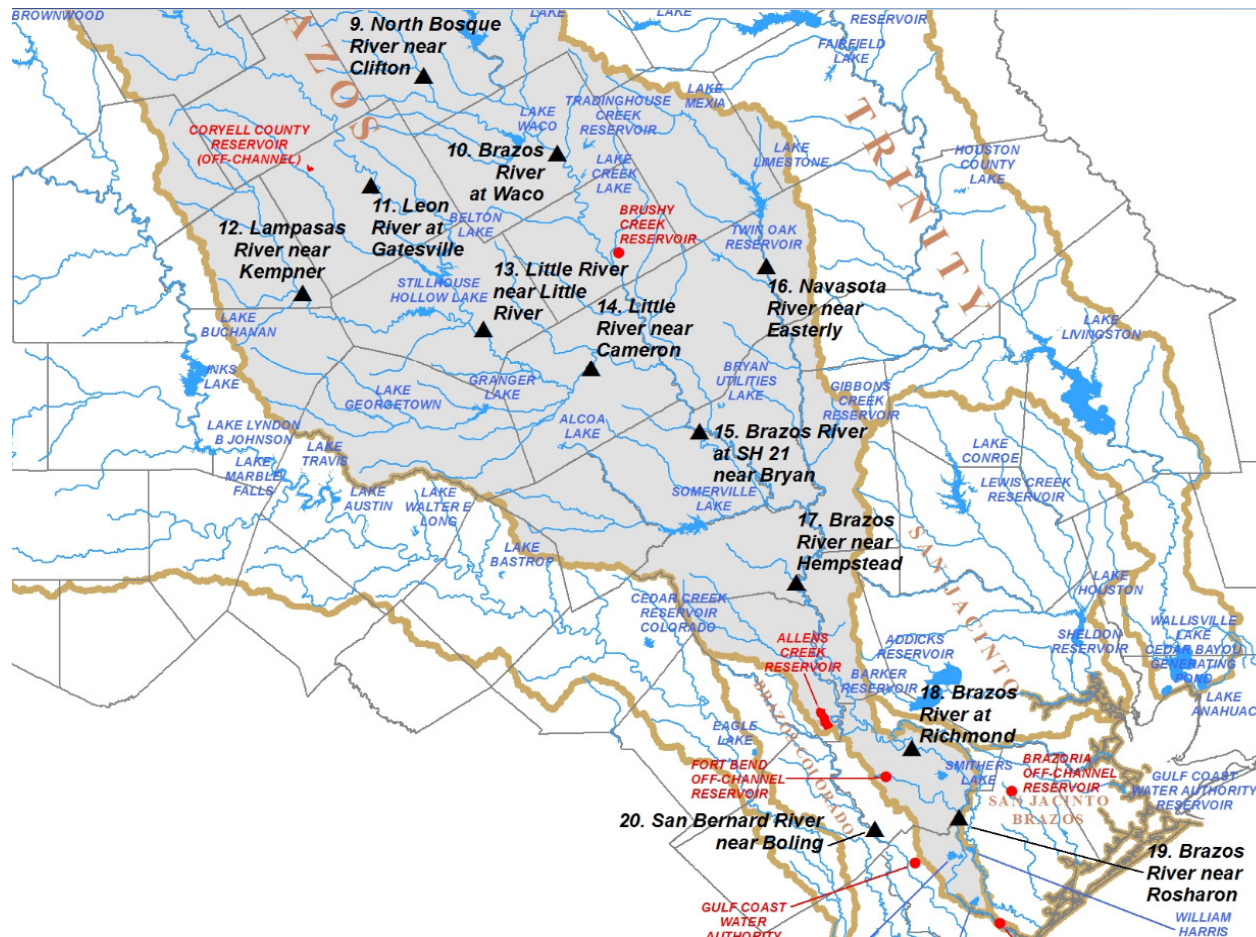 BROWNWOOD
LAKE
LAKE
RESERVOIR
FAIRFIELD
LAKE
AZOS
9. North Bosque
River near
Clifton
LAKE
MEXIA
TRINITY
LAKE
WACO
TRADINGHOUSE
CREEK
RESERVOIR
CORYELL COUNTY
RESERVOIR
(OFF-CHANNEL)
10. Brazos
River
at Waco
LAKE
CREEK
LAKE
LAKE
LIMESTONE
HOUSTON
COUNTY
LAKE
11. Leon
River at
Gatesville
BELTON
LAKE
BRUSHY
CREEK
RESERVOIR
TWIN OAK
RESERVOIR
12. Lampasas
River near
Kempner
13. Little River
near Little
River
STILLHOUSE
HOLLOW LAKE
14. Little
River near
Cameron
16. Navasota
River near
Easterly
LAKE
BUCHANAN
LAKE
LIVINGSTON
INKS
LAKE
LAKE
GEORGETOWN
GRANGER
LAKE
BRYAN
UTILITIES
LAKE
GIBBONS
CREEK
RESERVOIR
ALCOA
LAKE
15. Brazos River
at SH 21
near Bryan
LAKE LYNDON
B JOHNSON
LAKE
MARBLE
FALLS
LAKE
TRAVIS
LAKE
AUSTIN
LAKE
WALTER E
LONG
LAKE
CONROE
LEWIS CREEK
RESERVOIR
SOMERVILLE
LAKE
17. Brazos
River near
Hempstead
SAN JACINTO
LAKE
BASTROP
CEDAR CREEK
RESERVOIR
COLORADO
LAKE
HOUSTON
ALLENS
CREEK
RESERVOIR
ADDICKS
RESERVOIR
SHELDON
RESERVOIR
WALLISVILLE
LAKE
CEDAR BAYOU
GENERATING
POND
BARKER
RESERVOIR
LAKE
ANAHUAC
BRAZOS-COLORADO
18. Brazos
River at
Richmond
EAGLE
LAKE
FORT BEND
OFF-CHANNEL
RESERVOIR
SMITHERS
LAKE
BRAZORIA
OFF-CHANNEL
RESERVOIR
GULF COAST
WATER AUTHORITY
RESERVOIR
SAN JACINTO
BRAZOS
20. San Bernard River
near Boling
19. Brazos
River near
Rosharon
GULF COAST
WATER
AUTHORITY
WILLIAM
HARRIS